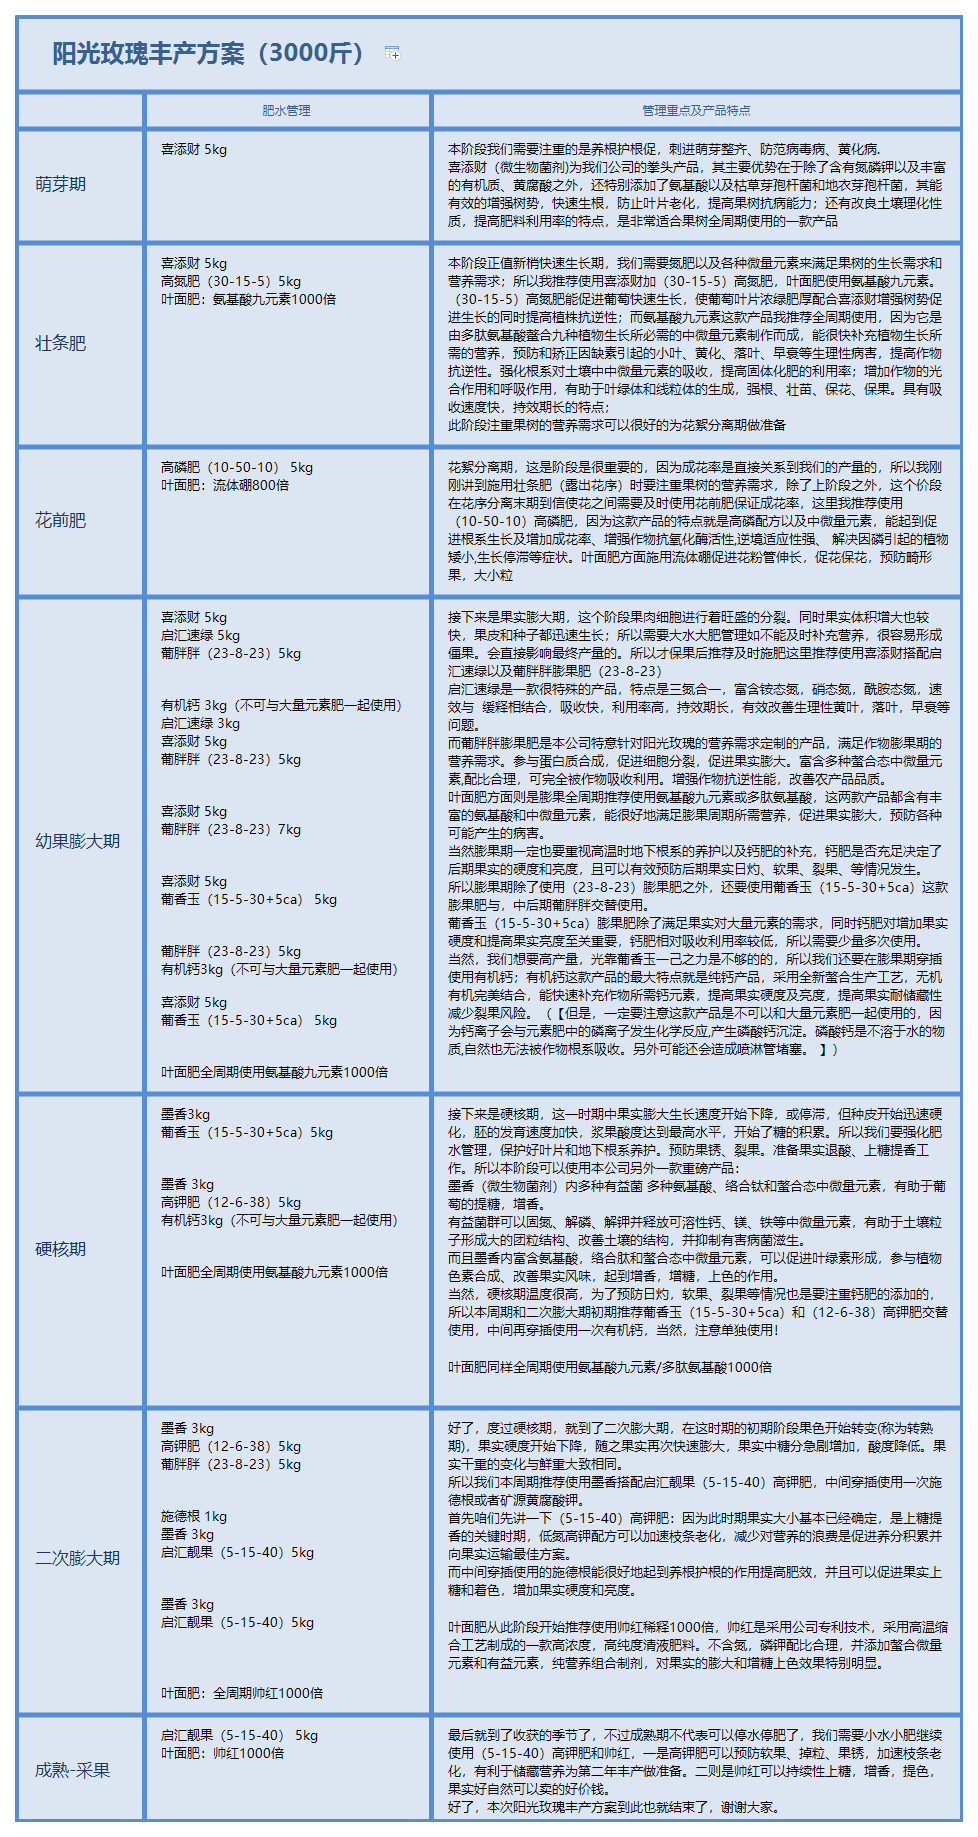 阳光玫瑰丰产方案（3000斤）
肥水管理
管理重点及产品特点
萌芽期
喜添财 5kg
本阶段我们需要注重的是养根护根促，刺进萌芽整齐、防范病毒病、黄化病.
喜添财（微生物菌剂)为我们公司的拳头产品，其主要优势在于除了含有氮磷钾以及丰富
的有机质、黄腐酸之外，还特别添加了氨基酸以及枯草芽孢杆菌和地衣芽孢杆菌，其能
有效的增强树势，快速生根，防止叶片老化，提高果树抗病能力；还有改良土壤理化性
质，提高肥料利用率的特点，是非常适合果树全周期使用的一款产品
壮条肥
喜添财 5kg
高氮肥（30-15-5）5kg
叶面肥：氨基酸九元素1000倍
本阶段正值新梢快速生长期，我们需要氮肥以及各种微量元素来满足果树的生长需求和
营养需求；所以我推荐使用喜添财加（30-15-5）高氮肥，叶面肥使用氨基酸九元素。
（30-15-5）高氮肥能促进葡萄快速生长，使葡萄叶片浓绿肥厚配合喜添财增强树势促
进生长的同时提高植株抗逆性；而氨基酸九元素这款产品我推荐全周期使用，因为它是
由多肽氨基酸螯合九种植物生长所必需的中微量元素制作而成，能很快补充植物生长所
需的营养，预防和矫正因缺素引起的小叶、黄化、落叶、早衰等生理性病害，提高作物
抗逆性。强化根系对土壤中中微量元素的吸收，提高固体化肥的利用率；增加作物的光
合作用和呼吸作用，有助于叶绿体和线粒体的生成，强根、壮苗、保花、保果。具有吸
收速度快，持效期长的特点；
此阶段注重果树的营养需求可以很好的为花絮分离期做准备
花前肥
高磷肥（10-50-10） 5kg
叶面肥：流体硼800倍
花絮分离期，这是阶段是很重要的，因为成花率是直接关系到我们的产量的，所以我刚
刚讲到施用壮条肥（露出花序）时要注重果树的营养需求，除了上阶段之外，这个价段
在花序分离末期到信使花之间需要及时使用花前肥保证成花率，这里我推荐使用
（10-50-10）高磷肥，因为这款产品的特点就是高磷配方以及中微量元素，能起到促
进根系生长及增加成花率、增强作物抗氧化酶活性,逆境适应性强、 解决因磷引起的植物
矮小,生长停滞等症状。叶面肥方面施用流体硼促进花粉管伸长，促花保花，预防畸形
果，大小粒
幼果膨大期
喜添财 5kg
启汇速绿 5kg
葡胖胖（23-8-23）5kg
有机钙 3kg（不可与大量元素肥一起使用）
启汇速绿 3kg
喜添财 5kg
葡胖胖（23-8-23）5kg
喜添财 5kg
葡胖胖（23-8-23）7kg
喜添财 5kg
葡香玉（15-5-30+5ca） 5kg
葡胖胖（23-8-23）5kg
有机钙3kg（不可与大量元素肥一起使用）
喜添财 5kg
葡香玉（15-5-30+5ca） 5kg
叶面肥全周期使用氨基酸九元素1000倍
接下来是果实膨大期，这个阶段果肉细胞进行着旺盛的分裂。同时果实体积增大也较
快，果皮和种子都迅速生长；所以需要大水大肥管理如不能及时补充营养，很容易形成
僵果。会直接影响最终产量的。所以才保果后推荐及时施肥这里推荐使用喜添财搭配启
汇速绿以及葡胖胖膨果肥（23-8-23）
启汇速绿是一款很特殊的产品，特点是三氮合一，富含铵态氮，硝态氮，酰胺态氮，速
效与  缓释相结合，吸收快，利用率高，持效期长，有效改善生理性黄叶，落叶，早衰等
问题。
而葡胖胖膨果肥是本公司特意针对阳光玫瑰的营养需求定制的产品，满足作物膨果期的
营养需求。参与蛋白质合成，促进细胞分裂，促进果实膨大。富含多种螯合态中微量元
素,配比合理，可完全被作物吸收利用。增强作物抗逆性能，改善农产品品质。
叶面肥方面则是膨果全周期推荐使用氨基酸九元素或多肽氨基酸，这两款产品都含有丰
富的氨基酸和中微量元素，能很好地满足膨果周期所需营养，促进果实膨大，预防各种
可能产生的病害。
当然膨果期一定也要重视高温时地下根系的养护以及钙肥的补充，钙肥是否充足决定了
后期果实的硬度和亮度，且可以有效预防后期果实日灼、软果、裂果、等情况发生。
所以膨果期除了使用（23-8-23）膨果肥之外，还要使用葡香玉（15-5-30+5ca）这款
膨果肥与，中后期葡胖胖交替使用。
葡香玉（15-5-30+5ca）膨果肥除了满足果实对大量元素的需求，同时钙肥对增加果实
硬度和提高果实亮度至关重要，钙肥相对吸收利用率较低，所以需要少量多次使用。
当然，我们想要高产量，光靠葡香玉一己之力是不够的的，所以我们还要在膨果期穿插
使用有机钙；有机钙这款产品的最大特点就是纯钙产品，采用全新螯合生产工艺，无机
有机完美结合，能快速补充作物所需钙元素，提高果实硬度及亮度，提高果实耐储藏性
减少裂果风险。（【但是，一定要注意这款产品是不可以和大量元素肥一起使用的，因
为钙离子会与元素肥中的磷离子发生化学反应,产生磷酸钙沉淀。磷酸钙是不溶于水的物
质,自然也无法被作物根系吸收。另外可能还会造成喷淋管堵塞。 】）
硬核期
墨香3kg
葡香玉（15-5-30+5ca）5kg
墨香 3kg
高钾肥（12-6-38）5kg
有机钙3kg（不可与大量元素肥一起使用）
叶面肥全周期使用氨基酸九元素1000倍
接下来是硬核期，这一时期中果实膨大生长速度开始下降，或停滞，但种皮开始迅速硬
化，胚的发育速度加快，浆果酸度达到最高水平，开始了糖的积累。所以我们要强化肥
水管理，保护好叶片和地下根系养护。预防果锈、裂果。准备果实退酸、上糖提香工
作。所以本阶段可以使用本公司另外一款重磅产品：
墨香（微生物菌剂）内多种有益菌 多种氨基酸、络合钛和螯合态中微量元素，有助于葡
萄的提糖，增香。
有益菌群可以固氮、解磷、解钾并释放可溶性钙、镁、铁等中微量元素，有助于土壤粒
子形成大的团粒结构、改善土壤的结构，并抑制有害病菌滋生。
而且墨香内富含氨基酸，络合肽和螯合态中微量元素，可以促进叶绿素形成，参与植物
色素合成、改善果实风味，起到增香，增糖，上色的作用。
当然，硬核期温度很高，为了预防日灼，软果、裂果等情况也是要注重钙肥的添加的，
所以本周期和二次膨大期初期推荐葡香玉（15-5-30+5ca）和（12-6-38）高钾肥交替
使用，中间再穿插使用一次有机钙，当然，注意单独使用！
叶面肥同样全周期使用氨基酸九元素/多肽氨基酸1000倍
二次膨大期
墨香 3kg
高钾肥（12-6-38）5kg
葡胖胖（23-8-23）5kg
施德根 1kg
墨香 3kg
启汇靓果（5-15-40）5kg
墨香 3kg
启汇靓果（5-15-40）5kg
叶面肥：全周期帅红1000倍
好了，度过硬核期，就到了二次膨大期，在这时期的初期阶段果色开始转变(称为转熟
期)，果实硬度开始下降，随之果实再次快速膨大，果实中糖分急剧增加，酸度降低。果
实干重的变化与鲜重大致相同。
所以我们本周期推荐使用墨香搭配启汇靓果（5-15-40）高钾肥，中间穿插使用一次施
德根或者矿源黄腐酸钾。
首先咱们先讲一下（5-15-40）高钾肥：因为此时期果实大小基本已经确定，是上糖提
香的关键时期，低氮高钾配方可以加速枝条老化，减少对营养的浪费是促进养分积累并
向果实运输最佳方案。
而中间穿插使用的施德根能很好地起到养根护根的作用提高肥效，并且可以促进果实上
糖和着色，增加果实硬度和亮度。
叶面肥从此阶段开始推荐使用帅红稀释1000倍，帅红是采用公司专利技术，采用高温缩
合工艺制成的一款高浓度，高纯度清液肥料。不含氮，磷钾配比合理，并添加螯合微量
元素和有益元素，纯营养组合制剂，对果实的膨大和增糖上色效果特别明显。
成熟-采果
启汇靓果（5-15-40） 5kg
叶面肥：帅红1000倍
最后就到了收获的季节了，不过成熟期不代表可以停水停肥了，我们需要小水小肥继续
使用（5-15-40）高钾肥和帅红，一是高钾肥可以预防软果、掉粒、果锈，加速枝条老
化，有利于储藏营养为第二年丰产做准备。二则是帅红可以持续性上糖，增香，提色，
果实好自然可以卖的好价钱。
好了，本次阳光玫瑰丰产方案到此也就结束了，谢谢大家。